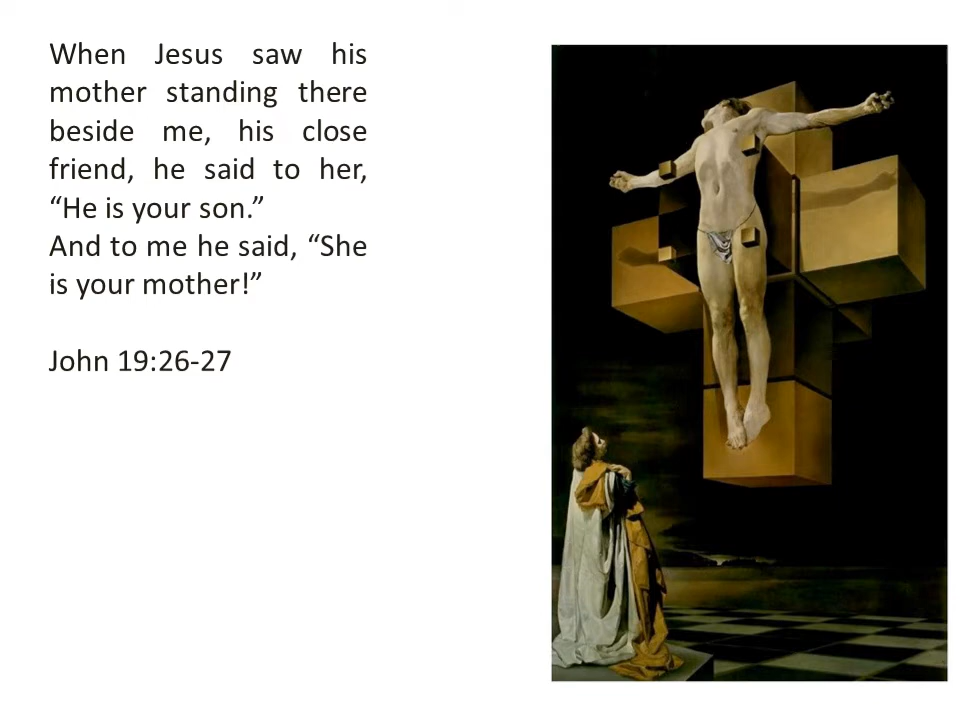 When Jesus saw his
mother standing there
beside me, his close
friend, he said to her,
“He is your son.”
And to me he said, “She
is your mother!”
John 19:26-27